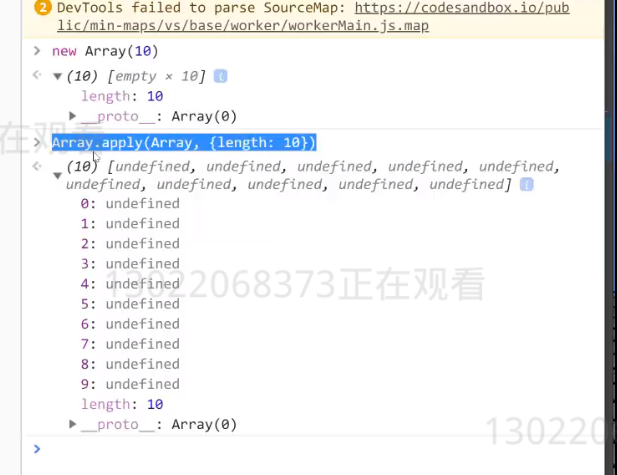 2 DevTools failed to parse SourceMap: https://codesandbox.io/pub
lic/min-maps/vs/base/worker/workerMain.js.map
> new Array(10)
(10) [empty × 10] i
length: 10
__proto__: Array(0)
在观看
> Array.apply(Array, {length: 10})
(10) [undefined, undefined, undefined, undefined, undefined,
undefined, undefined, undefined, undefined, undefined] i
0: undefined
1: undefined
2: undefined
3: undefined
4: undefined
13022068373正在观看
5: undefined
6: undefined
7: undefined
8: undefined
9: undefined
length: 10
__proto__: Array(0)
130220
>